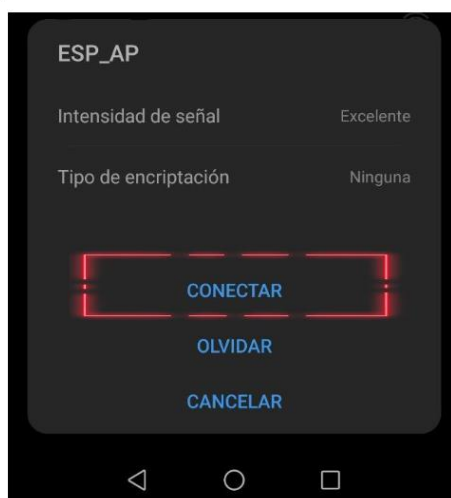 ESP_AP
Intensidad de señal Excelente
Tipo de encriptación Ninguna
CONECTAR
OLVIDAR
CANCELAR